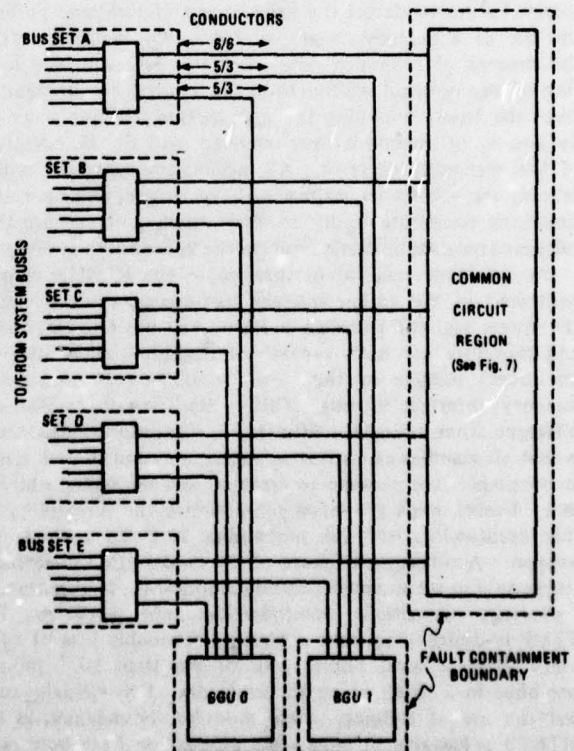 CONDUCTORS
BUS SET A
6/6
5/3
5/3
SET B
SET C
SET D
BUS SET E
TO/FROM SYSTEM BUSES
COMMON
CIRCUIT
REGION
(See Fig. 7)
FAULT CONTAINMENT
BOUNDARY
BGU 0
BGU 1